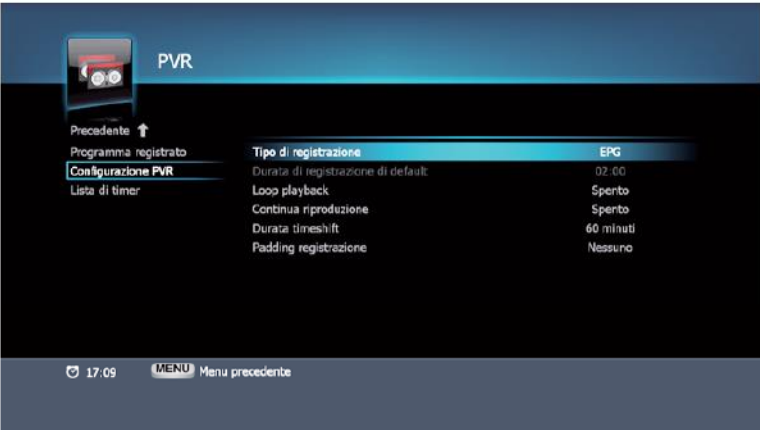 PVR
Precedente
Programma registrato
Configurazione PVR
Lista di timer
Tipo di registrazione EPG
Durata di registrazione di default 02:00
Loop playback Spento
Continua riproduzione Spento
Durata timeshift 60 minuti
Padding registrazione Nessuno
17:09 MENU Menu precedente